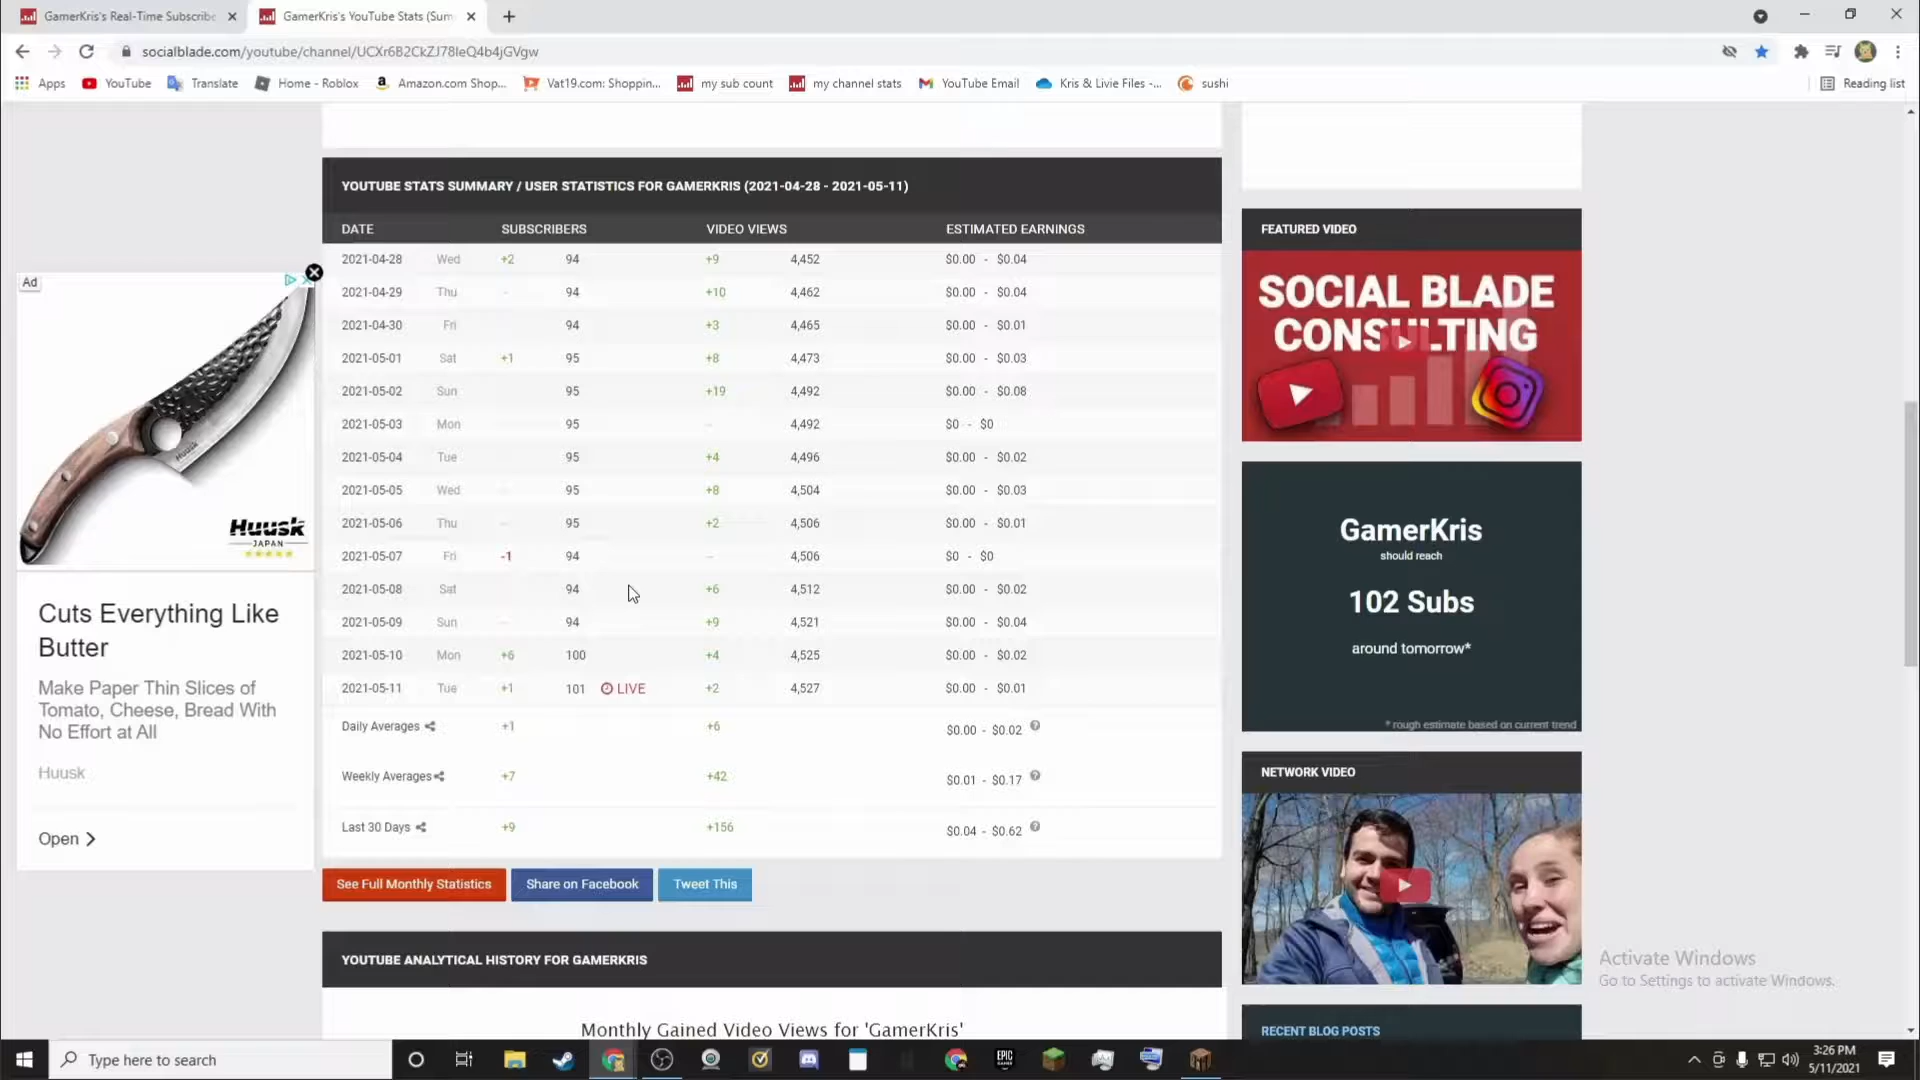 GamerKris's Real-Time Subscribe
GamerKris's YouTube Stats (Sum
socialblade.com/youtube/channel/UCXr6B2CkZJ78IeQ4b4jGVgw
Apps
YouTube
Translate
Home - Roblox
Amazon.com Shop...
Vat19.com: Shoppin...
my sub count
my channel stats
YouTube Email
Kris & Livie Files -...
sushi
Reading list
YOUTUBE STATS SUMMARY / USER STATISTICS FOR GAMERKRIS (2021-04-28 - 2021-05-11)
DATE SUBSCRIBERS VIDEO VIEWS ESTIMATED EARNINGS
2021-04-28 Wed +2 94 +9 4,452 $0.00 - $0.04
2021-04-29 Thu - 94 +10 4,462 $0.00 - $0.04
2021-04-30 Fri 94 +3 4,465 $0.00 - $0.01
2021-05-01 Sat +1 95 +8 4,473 $0.00 - $0.03
2021-05-02 Sun 95 +19 4,492 $0.00 - $0.08
2021-05-03 Mon 95 - 4,492 $0 - $0
2021-05-04 Tue 95 +4 4,496 $0.00 - $0.02
2021-05-05 Wed 95 +8 4,504 $0.00 - $0.03
2021-05-06 Thu - 95 +2 4,506 $0.00 - $0.01
2021-05-07 Fri -1 94 - 4,506 $0 - $0
2021-05-08 Sat 94 +6 4,512 $0.00 - $0.02
2021-05-09 Sun - 94 +9 4,521 $0.00 - $0.04
2021-05-10 Mon +6 100 +4 4,525 $0.00 - $0.02
2021-05-11 Tue +1 101 LIVE +2 4,527 $0.00 - $0.01
Daily Averages +1 +6 $0.00 - $0.02
Weekly Averages +7 +42 $0.01 - $0.17
Last 30 Days +9 +156 $0.04 - $0.62
See Full Monthly Statistics
Share on Facebook
Tweet This
YOUTUBE ANALYTICAL HISTORY FOR GAMERKRIS
Monthly Gained Video Views for 'GamerKris'
Ad
Huusk
Huusk
JAPAN
Cuts Everything Like
Butter
Make Paper Thin Slices of
Tomato, Cheese, Bread With
No Effort at All
Huusk
Open
FEATURED VIDEO
SOCIAL BLADE
CONSULTING
GamerKris
should reach
102 Subs
around tomorrow*
* rough estimate based on current trend
NETWORK VIDEO
RECENT BLOG POSTS
Activate Windows
Go to Settings to activate Windows.
Type here to search
EPIC
GAMES
3:26 PM
5/11/2021